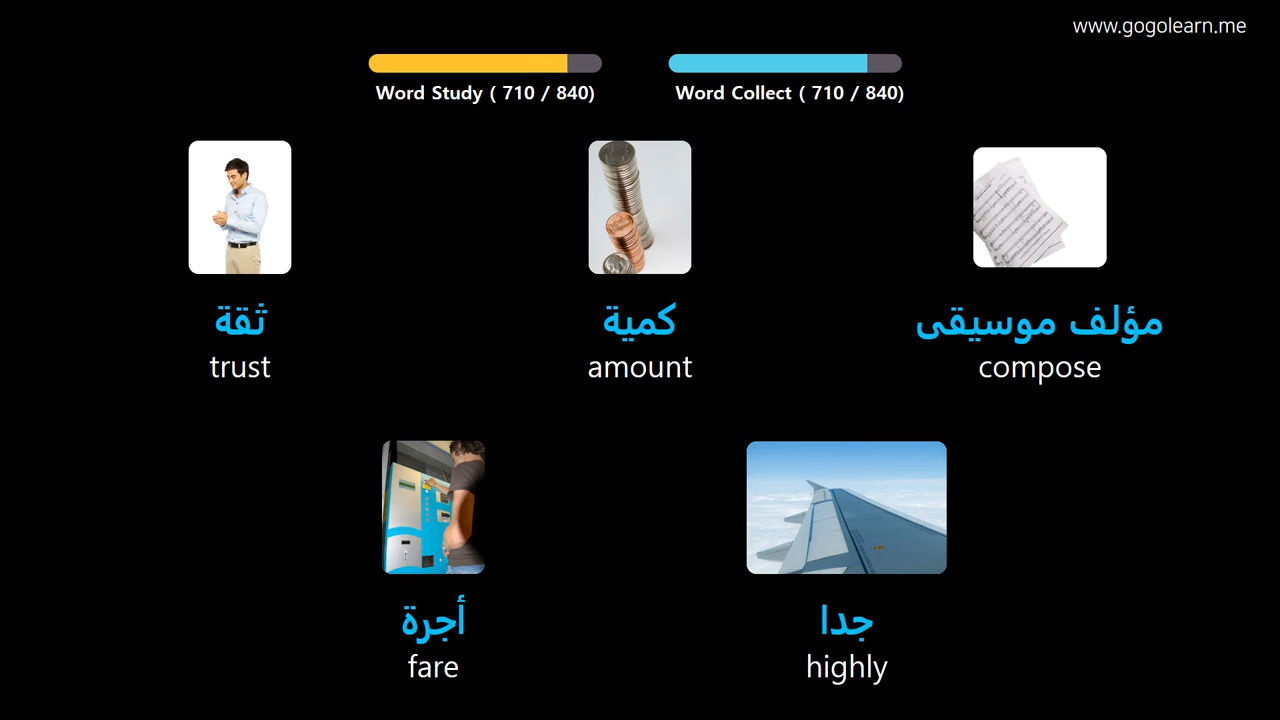 www.gogolearn.me
Word Study ( 710 / 840)
Word Collect ( 710 / 840)
ثقة
trust
كمية
amount
مؤلف موسيقى
compose
أجرة
fare
جدا
highly